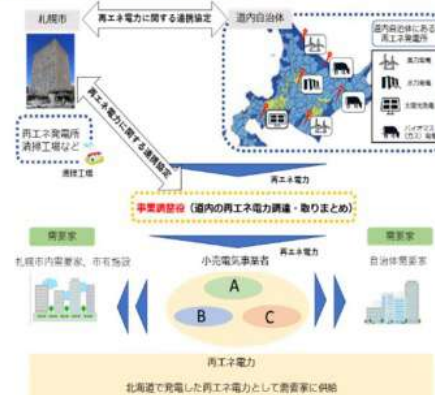 札幌市
再エネ電力に関する連携協定
道内自治体
道内自治体にある
再エネ発電所
風力発電
水力発電
太陽光発電
バイオマス
(ガス)発電
再エネ電力に関する連携協定
再エネ発電所
清掃工場など
清掃工場
再エネ電力
事業調整役(道内の再エネ電力調達・取りまとめ)
再エネ電力
需要家
小売電気事業者
需要家
札幌市内需要家、市有施設
自治体需要家
A
B
C
再エネ電力
北海道で発電した再エネ電力として需要家に供給